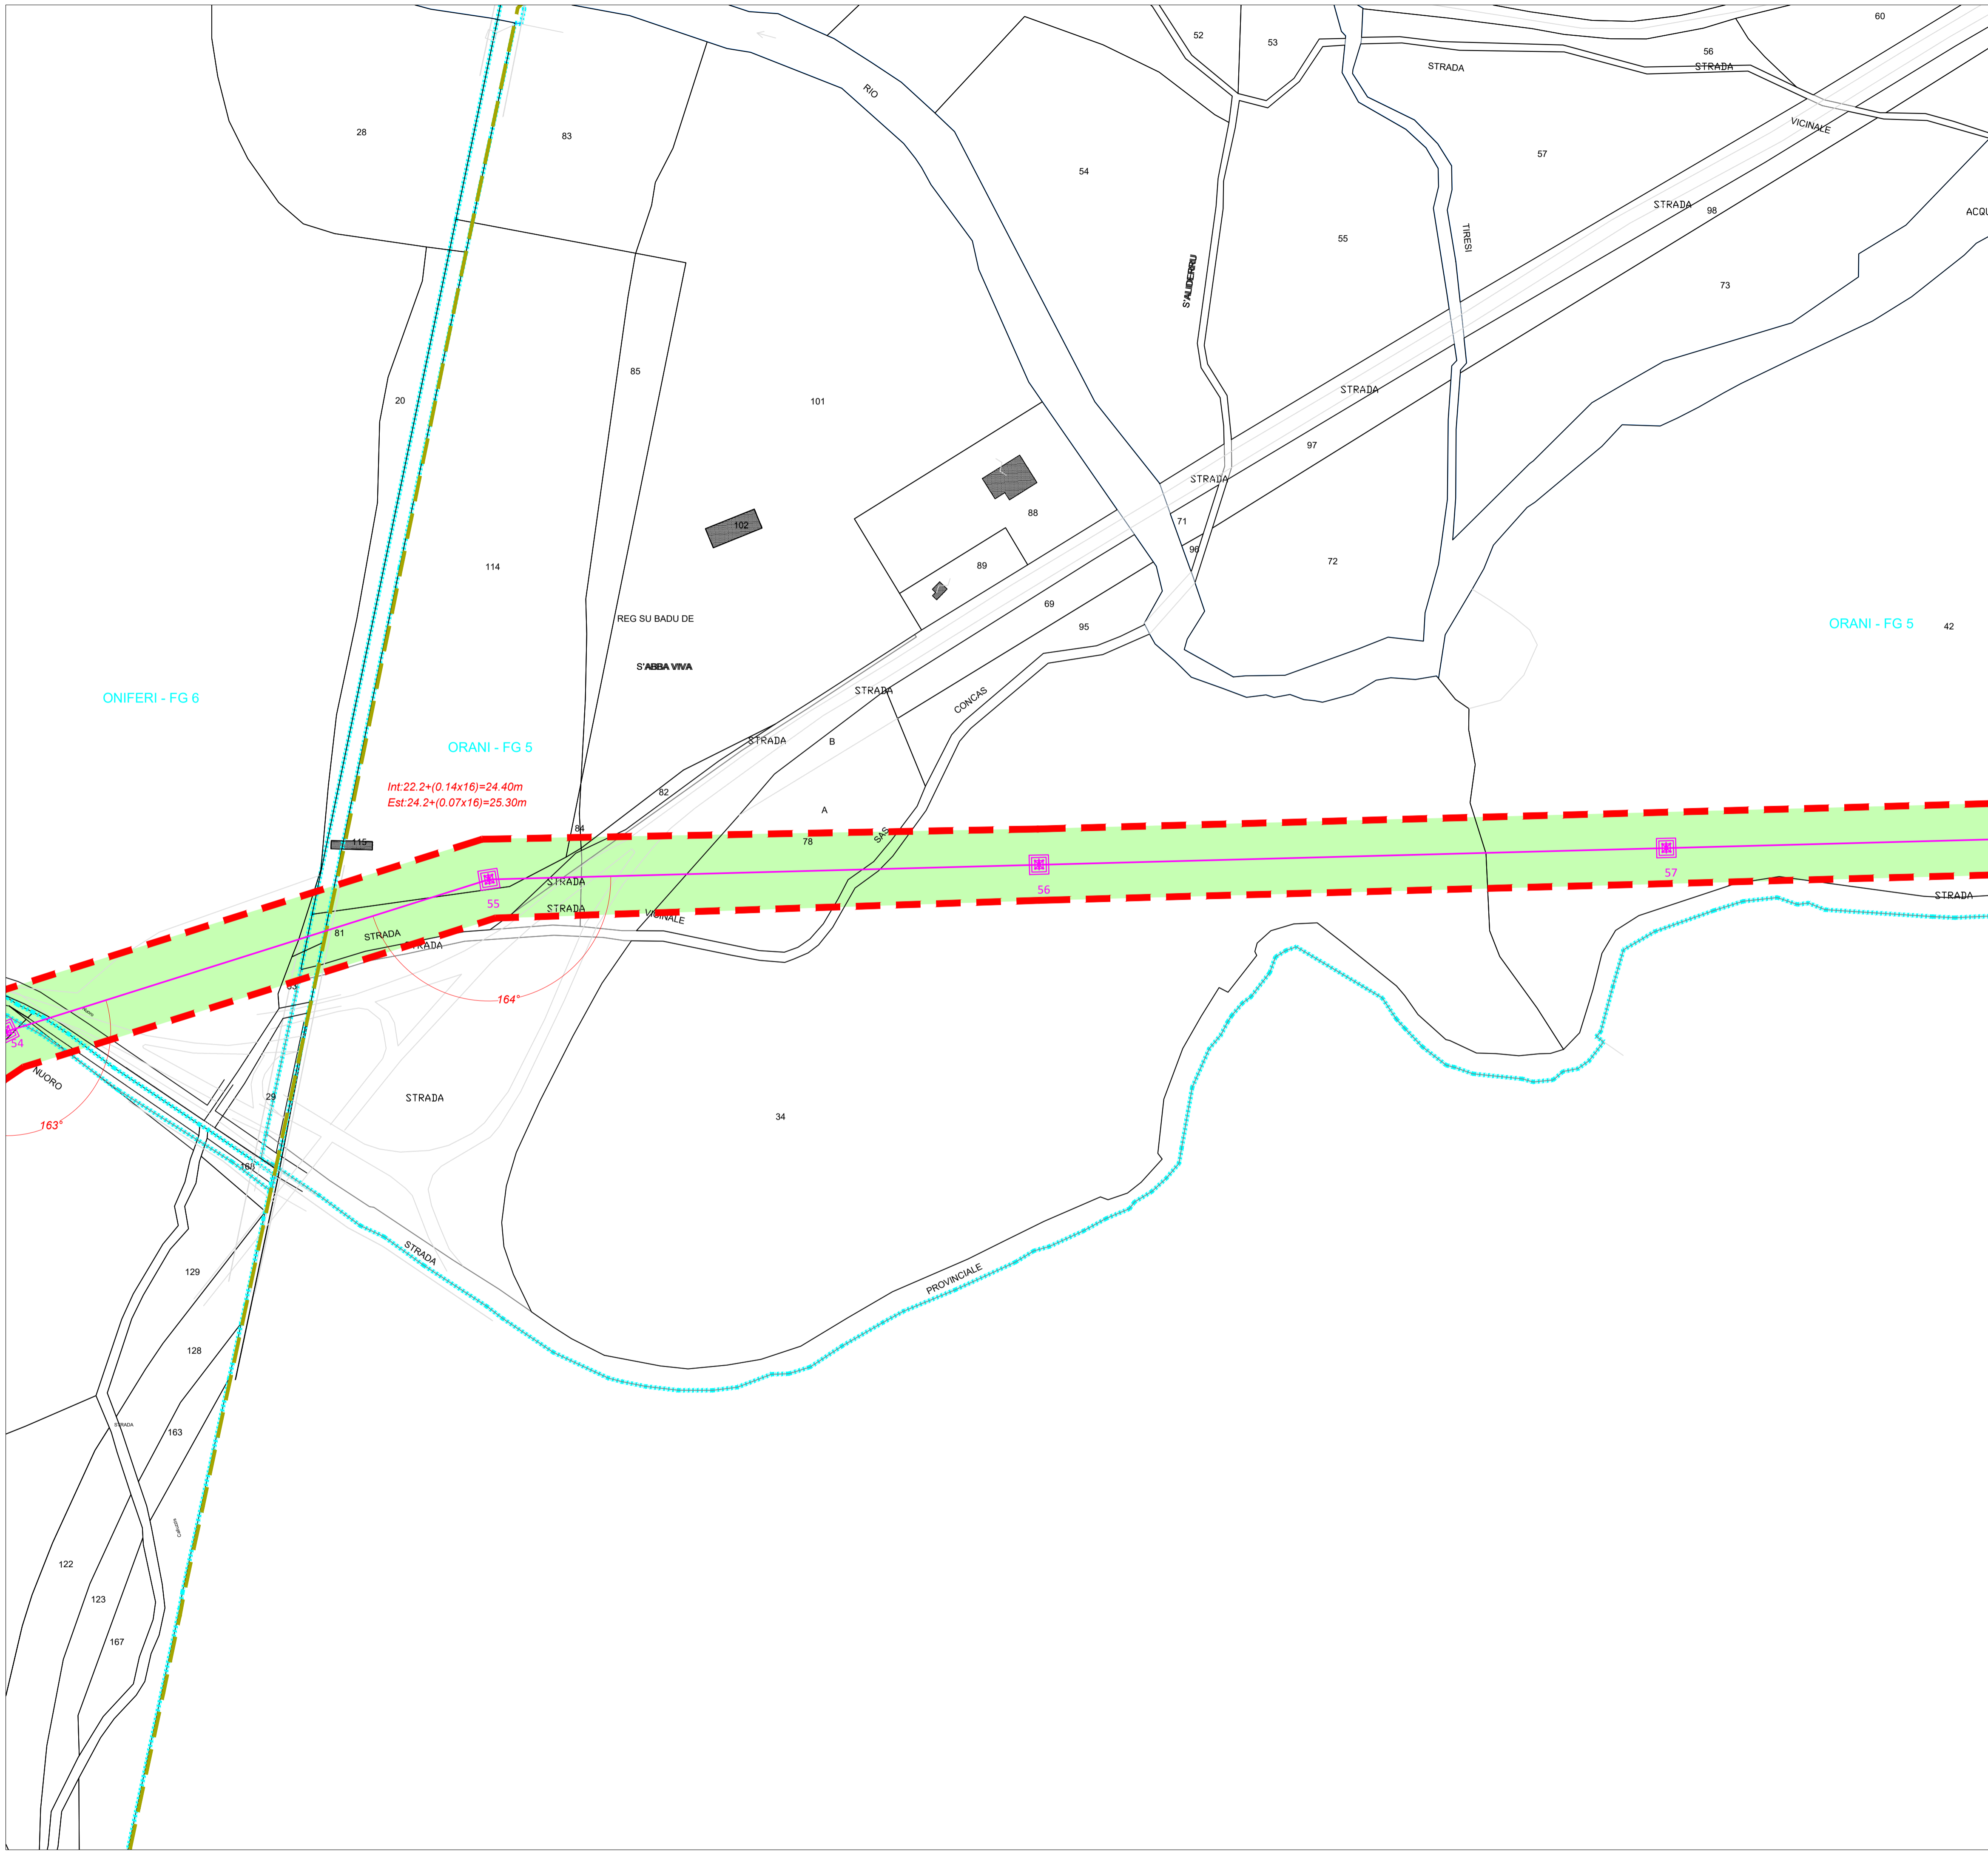 60
52
53
56
STRADA
STRADA
RIO
VICINALE
28
83
57
54
STRADA
98
ACQU
TIRESI
55
S'ALIDERRU
73
85
STRADA
20
101
97
STRADA
88
71
102
96
72
114
89
69
REG SU BADU DE
95
ORANI - FG 5
42
S'ABBA VIVA
ONIFERI - FG 6
STRADA
CONCAS
STRADA
B
ORANI - FG 5
Int:22.2+(0.14x16)=24.40m
Est:24.2+(0.07x16)=25.30m
82
A
84
SAS
115
78
STRADA
57
55
56
STRADA
STRADA
VICINALE
81
STRADA
STRADA
164°
54
NUORO
29
STRADA
163°
34
168
STRADA
129
PROVINCIALE
128
STRADA
163
122
123
167